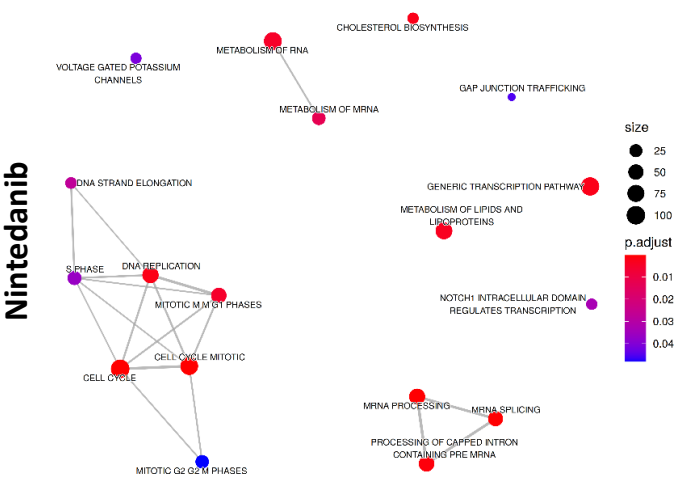 CHOLESTEROL BIOSYNTHESIS
METABOLISM OF RNA
VOLTAGE GATED POTASSIUM
CHANNELS
GAP JUNCTION TRAFFICKING
METABOLISM OF MRNA
size
25
50
75
100
p.adjust
0.01
0.02
0.03
0.04
Nintedanib
DNA STRAND ELONGATION
GENERIC TRANSCRIPTION PATHWAY
METABOLISM OF LIPIDS AND
LIPOPROTEINS
S PHASE
DNA REPLICATION
MITOTIC M M G1 PHASES
NOTCH1 INTRACELLULAR DOMAIN
REGULATES TRANSCRIPTION
CELL CYCLE MITOTIC
CELL CYCLE
MRNA PROCESSING
MRNA SPLICING
PROCESSING OF CAPPED INTRON
CONTAINING PRE MRNA
MITOTIC G2 G2 M PHASES